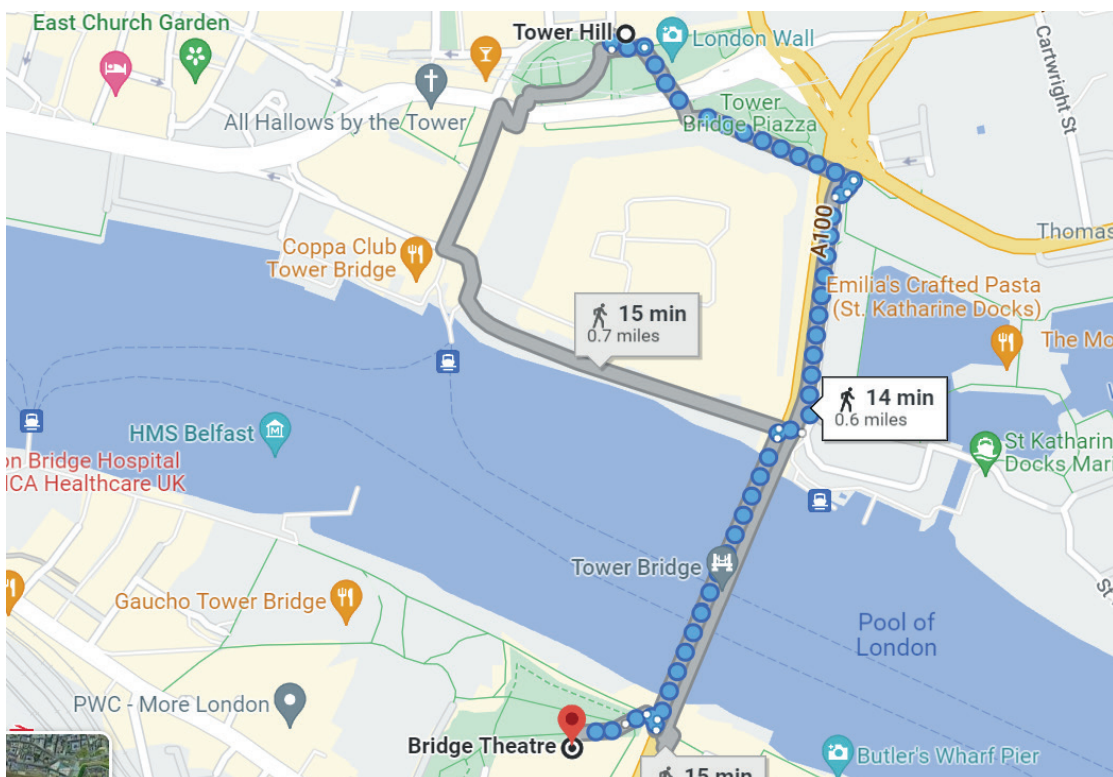 East Church Garden
Tower Hill
London Wall
Cartwright St
All Hallows by the Tower
Tower
Bridge Piazza
A100
Thomas
Coppa Club
Tower Bridge
Emilia's Crafted Pasta
(St. Katharine Docks)
15 min
0.7 miles
The Mo
14 min
0.6 miles
HMS Belfast
on Bridge Hospital
HCA Healthcare UK
St Katharin
Docks Mari
Tower Bridge
St
Gaucho Tower Bridge
Pool of
London
PWC - More London
Bridge Theatre
Butler's Wharf Pier
15 min